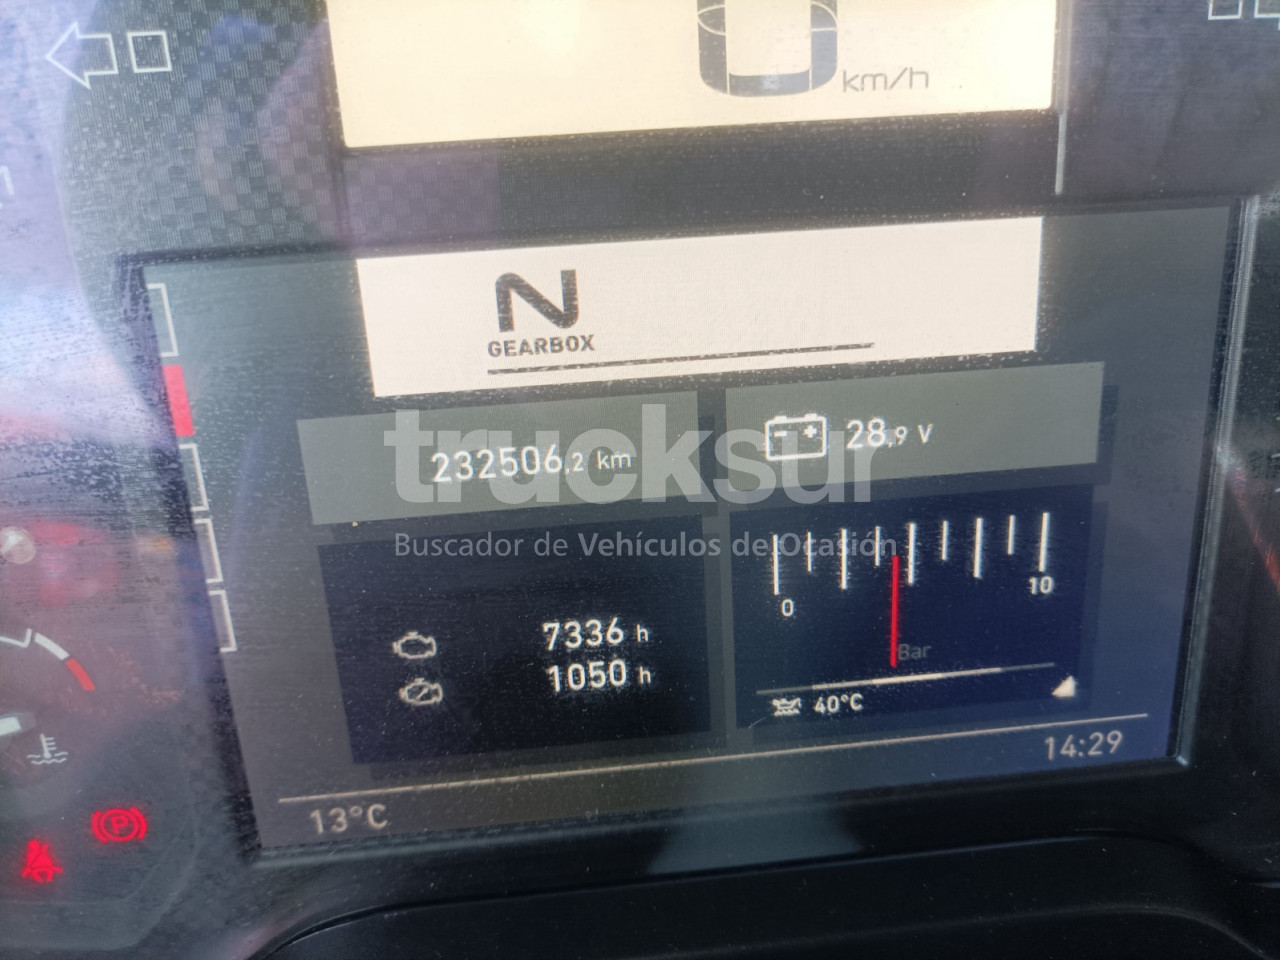 0 km/h
N
GEARBOX
232506,2 km
28,9 V
trucksur
Buscador de Vehículos de Ocasión
0
10
7336 h
1050 h
Bar
40°C
14:29
13°C
P